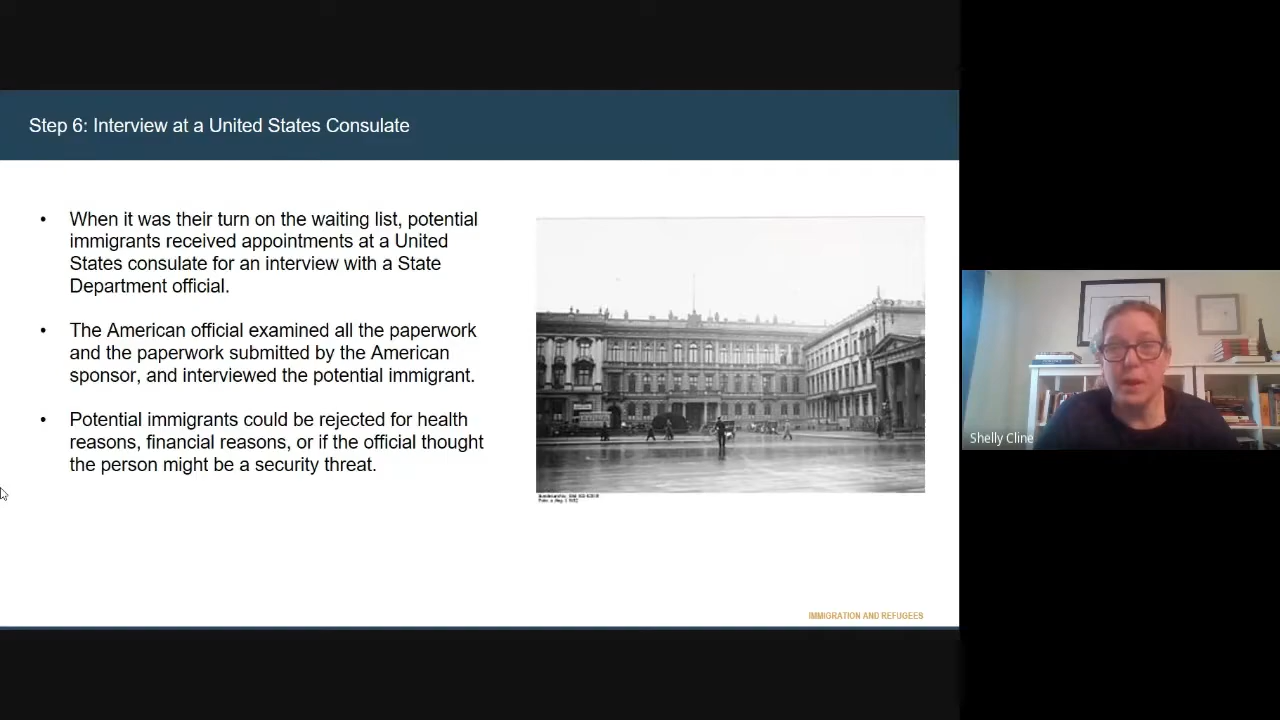 Step 6: Interview at a United States Consulate
• When it was their turn on the waiting list, potential
immigrants received appointments at a United
States consulate for an interview with a State
Department official.
• The American official examined all the paperwork
and the paperwork submitted by the American
sponsor, and interviewed the potential immigrant.
• Potential immigrants could be rejected for health
reasons, financial reasons, or if the official thought
the person might be a security threat.
IMMIGRATION AND REFUGEES
Shelly Cline